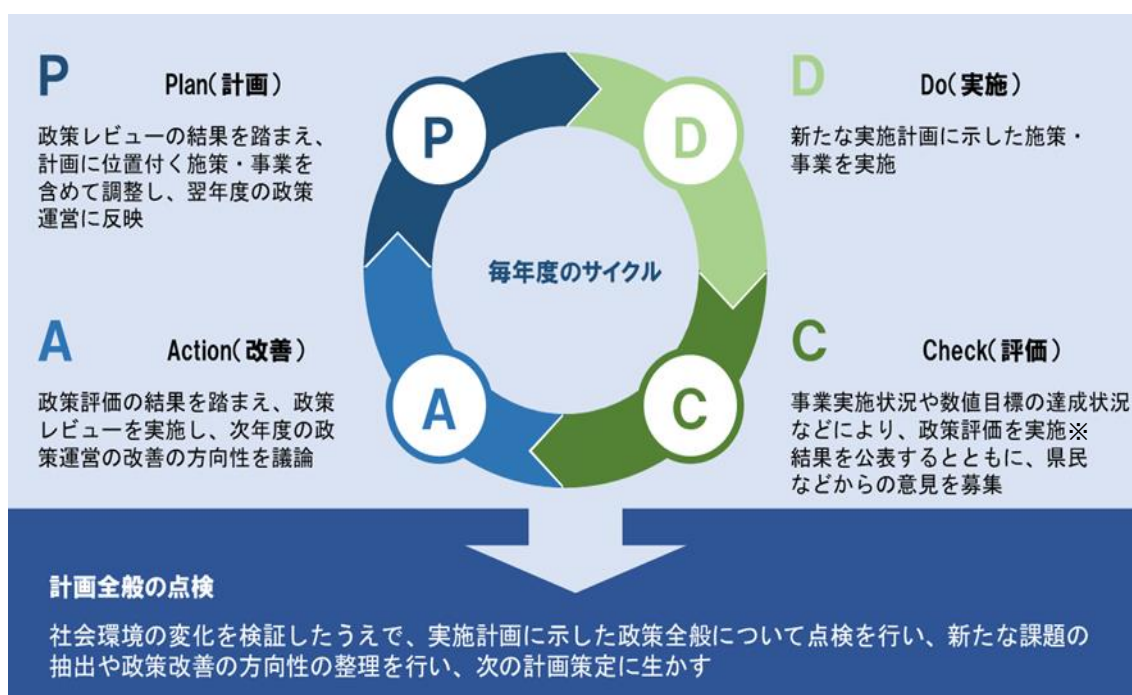 P
Plan(計画)
政策レビューの結果を踏まえ、
計画に位置付く施策・事業を
含めて調整し、翌年度の政策
運営に反映
D
Do(実施)
新たな実施計画に示した施策・
事業を実施
P
D
毎年度のサイクル
A
C
A
Action(改善)
政策評価の結果を踏まえ、政策
レビューを実施し、次年度の政
策運営の改善の方向性を議論
C
Check(評価)
事業実施状況や数値目標の達成状況
などにより、政策評価を実施※
結果を公表するとともに、県民
などからの意見を募集
計画全般の点検
社会環境の変化を検証したうえで、実施計画に示した政策全般について点検を行い、新たな課題の
抽出や政策改善の方向性の整理を行い、次の計画策定に生かす